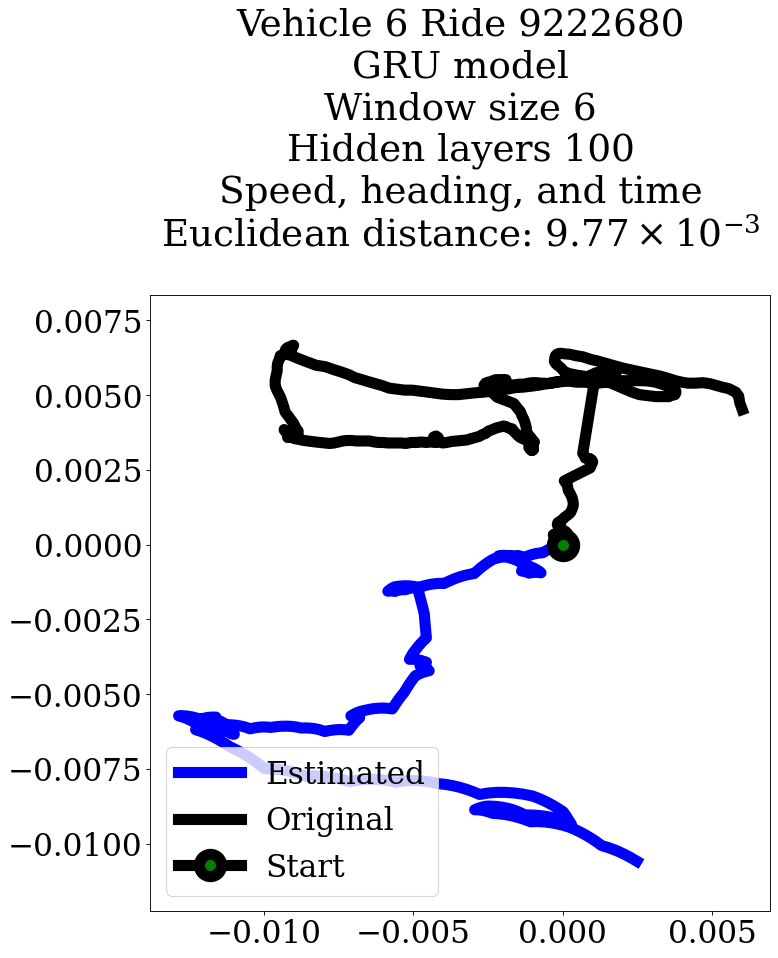 Vehicle 6 Ride 9222680
GRU model
Window size 6
Hidden layers 100
Speed, heading, and time
Euclidean distance: 9.77 × 10⁻³
0.0075
0.0050
0.0025
0.0000
−0.0025
−0.0050
−0.0075
−0.0100
Estimated
Original
Start
−0.010 −0.005 0.000 0.005